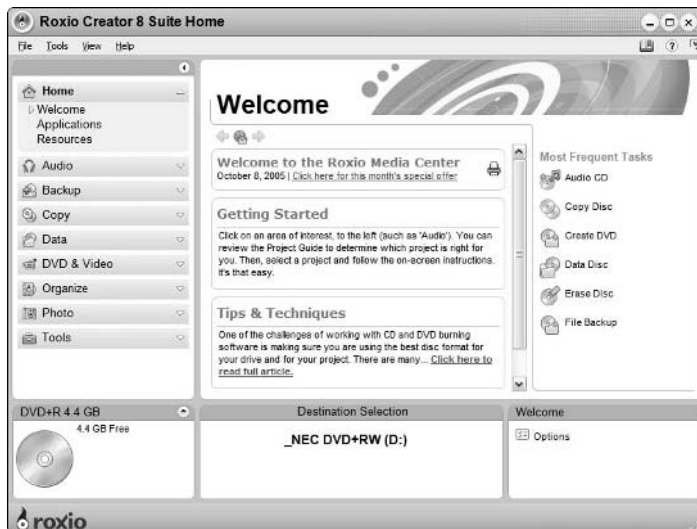 Roxio Creator 8 Suite Home
File Tools View Help
Home
Welcome
Applications
Resources
Audio
Backup
Copy
Data
DVD & Video
Organize
Photo
Tools
Welcome
Welcome to the Roxio Media Center
October 8, 2005 | Click here for this month's special offer
Getting Started
Click on an area of interest, to the left (such as 'Audio'). You can
review the Project Guide to determine which project is right for
you. Then, select a project and follow the on-screen instructions.
It's that easy.
Tips & Techniques
One of the challenges of working with CD and DVD burning
software is making sure you are using the best disc format for
your drive and for your project. There are many... Click here to
read full article.
Most Frequent Tasks
Audio CD
Copy Disc
Create DVD
Data Disc
Erase Disc
File Backup
DVD+R 4.4 GB
4.4 GB Free
Destination Selection
_NEC DVD+RW (D:)
Welcome
Options
roxio